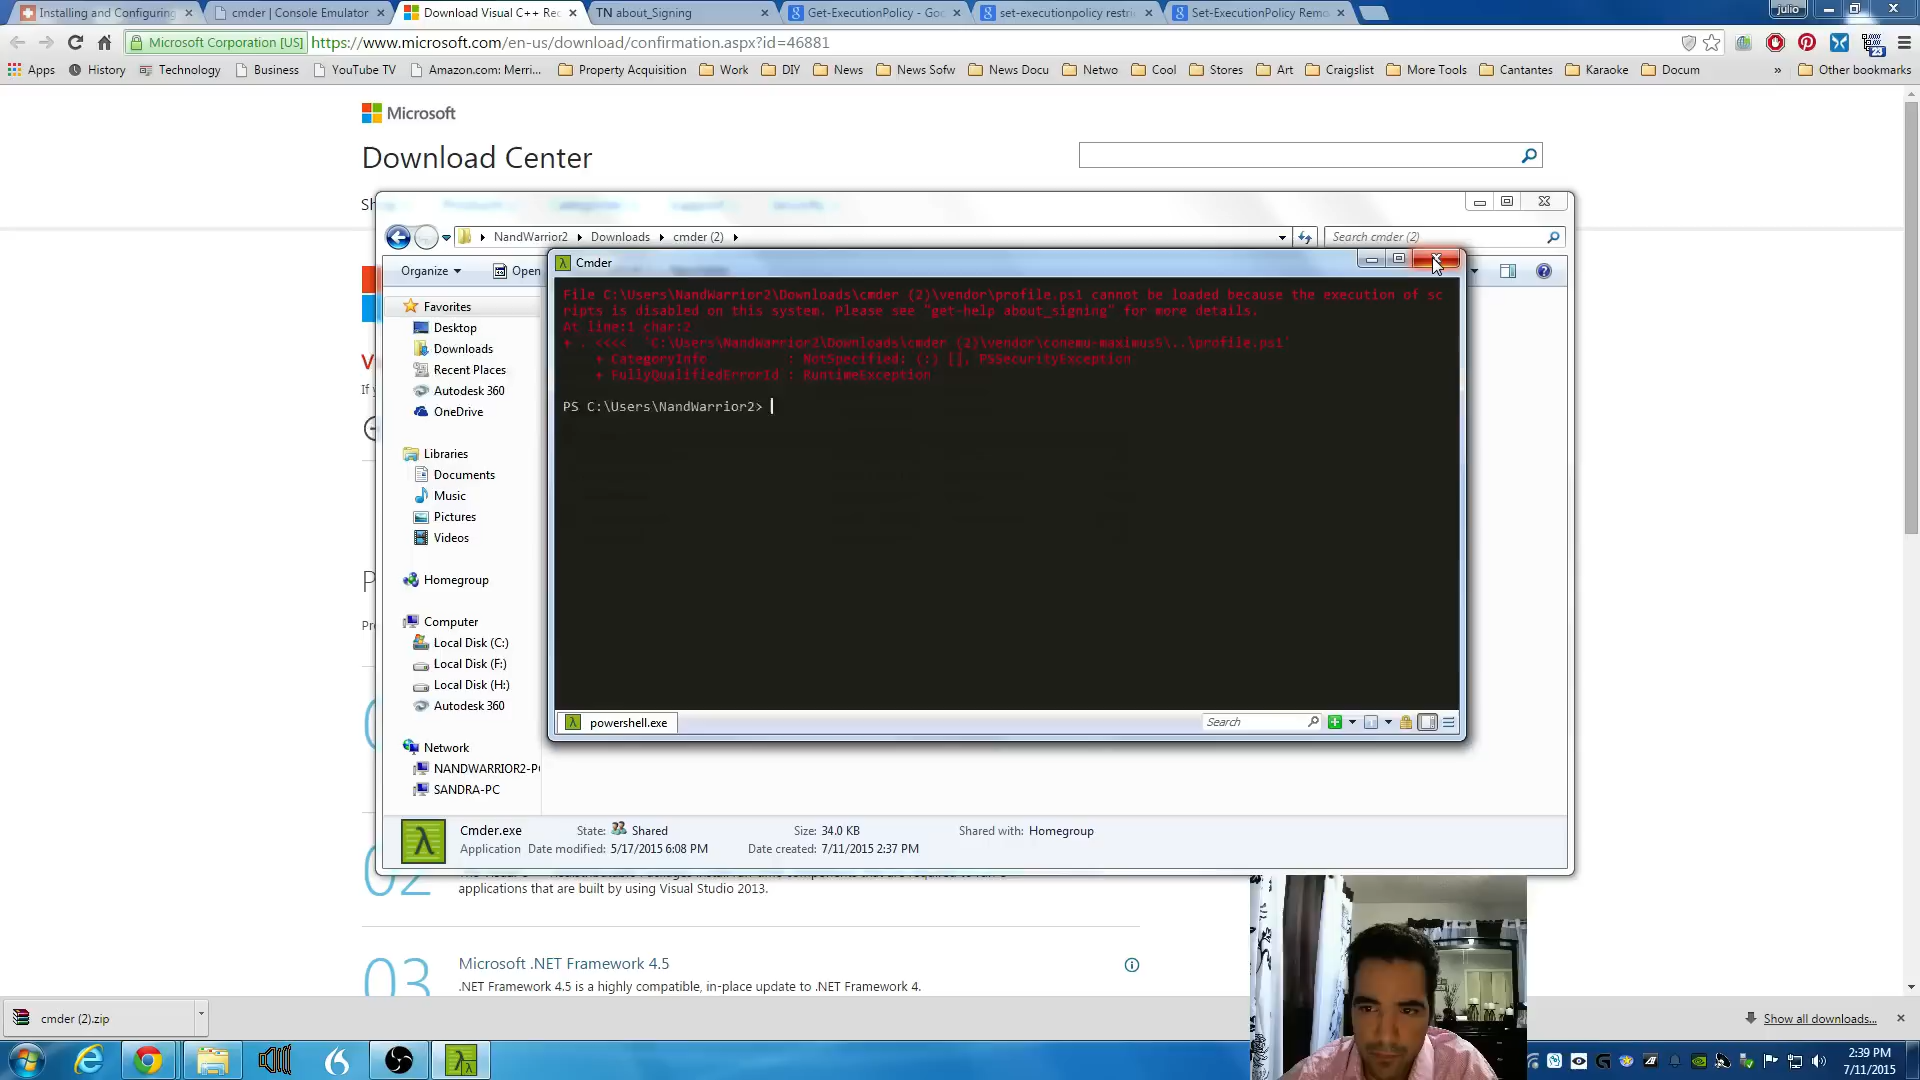 Installing and Configuring
cmder | Console Emulator
Download Visual C++ Rec
TN about_Signing
Get-ExecutionPolicy - Goo
set-executionpolicy restri
Set-ExecutionPolicy Remo
julio
Microsoft Corporation [US]
https://www.microsoft.com/en-us/download/confirmation.aspx?id=46881
Apps
History
Technology
Business
YouTube TV
Amazon.com: Merri...
Property Acquisition
Work
DIY
News
News Sofw
News Docu
Netwo
Cool
Stores
Art
Craigslist
More Tools
Cantantes
Karaoke
Docum
»
Other bookmarks
Microsoft
Download Center
NandWarrior2
Downloads
cmder (2)
Search cmder (2)
Organize
Open
Cmder
File C:\Users\NandWarrior2\Downloads\cmder (2)\vendor\profile.ps1 cannot be loaded because the execution of sc
ripts is disabled on this system. Please see "get-help about_signing" for more details.
At line:1 char:2
+ . <<<<  'C:\Users\NandWarrior2\Downloads\cmder (2)\vendor\conemu-maximus5\..\profile.ps1'
+ CategoryInfo          : NotSpecified: (:) [], PSSecurityException
+ FullyQualifiedErrorId : RuntimeException
PS C:\Users\NandWarrior2>
Favorites
Desktop
Downloads
Recent Places
Autodesk 360
OneDrive
Libraries
Documents
Music
Pictures
Videos
Homegroup
Computer
Local Disk (C:)
Local Disk (F:)
Local Disk (H:)
Autodesk 360
Network
NANDWARRIOR2-P
SANDRA-PC
powershell.exe
Search
Cmder.exe
State: Shared
Size: 34.0 KB
Shared with: Homegroup
Application
Date modified: 5/17/2015 6:08 PM
Date created: 7/11/2015 2:37 PM
02
applications that are built by using Visual Studio 2013.
03
Microsoft .NET Framework 4.5
.NET Framework 4.5 is a highly compatible, in-place update to .NET Framework 4.
cmder (2).zip
Show all downloads...
2:39 PM
7/11/2015